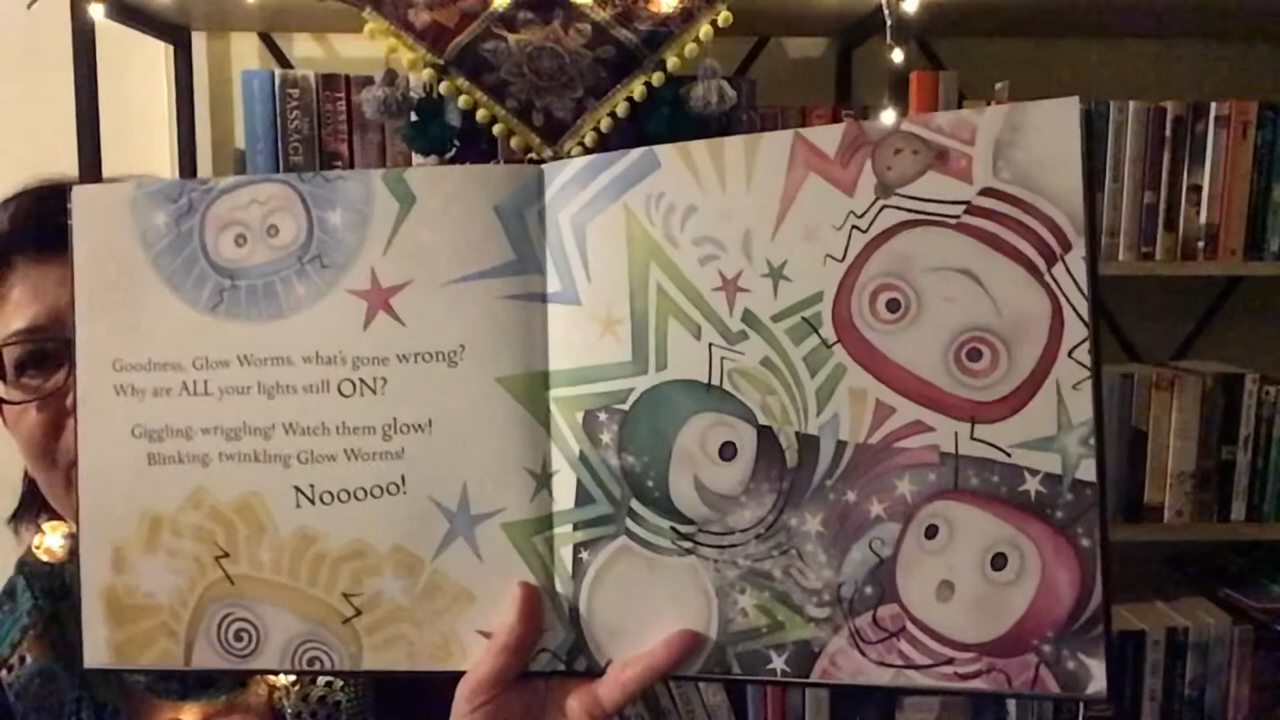 PASSAGE
Goodness, Glow Worms, what's gone wrong?
Why are ALL your lights still ON?
Giggling, wriggling! Watch them glow!
Blinking, twinkling Glow Worms!
Nooooo!